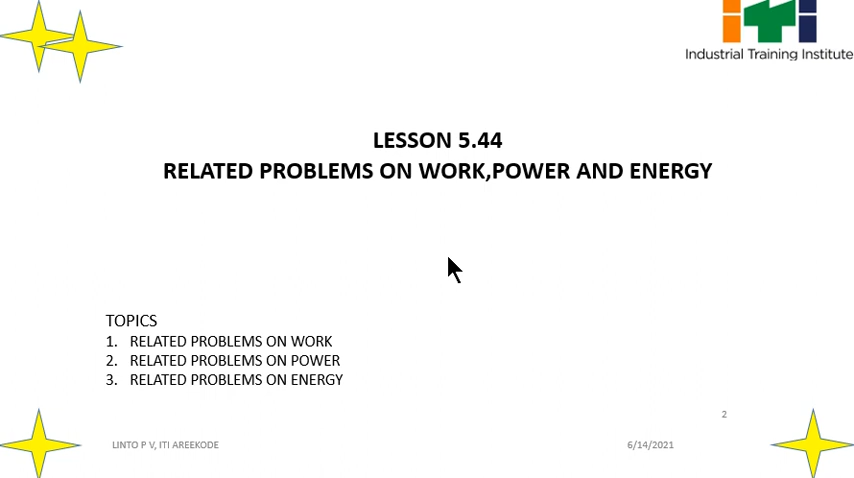 iTi
Industrial Training Institute
LESSON 5.44
RELATED PROBLEMS ON WORK,POWER AND ENERGY
TOPICS
1. RELATED PROBLEMS ON WORK
2. RELATED PROBLEMS ON POWER
3. RELATED PROBLEMS ON ENERGY
2
LINTO P V, ITI AREEKODE
6/14/2021